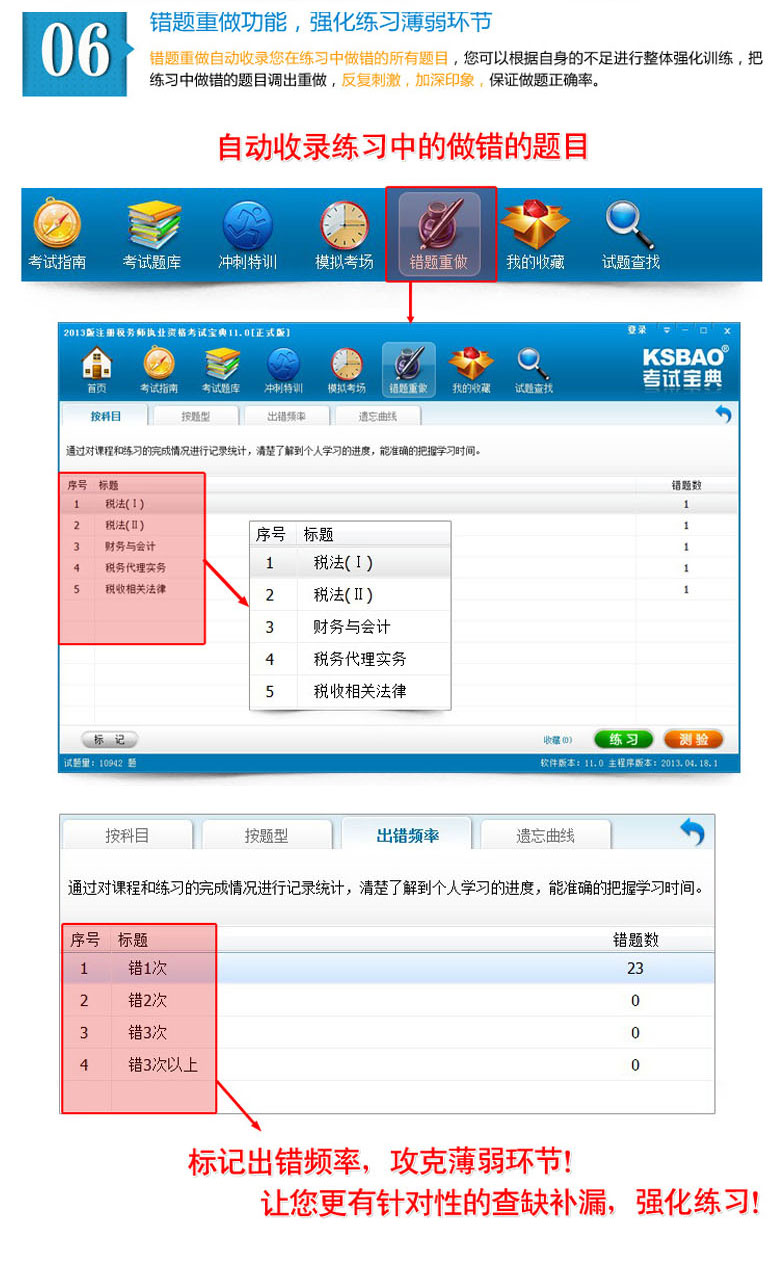 06
错题重做功能，强化练习薄弱环节
错题重做自动收录您在练习中做错的所有题目，您可以根据自身的不足进行整体强化训练，把
练习中做错的题目调出重做，反复刺激，加深印象，保证做题正确率。
自动收录练习中的做错的题目
考试指南 考试题库 冲刺特训 模拟考场 错题重做 我的收藏 试题查找
2013版注册税务师执业资格考试宝典11.0[正式版] 登录
首页 考试指南 考试题库 冲刺特训 模拟考场 错题重做 我的收藏 试题查找
KSBAO®
考试宝典
按科目 按题型 出错频率 遗忘曲线
通过对课程和练习的完成情况进行记录统计，清楚了解到个人学习的进度，能准确的把握学习时间。
序号 标题 错题数
1 税法(Ⅰ) 1
2 税法(Ⅱ) 1
3 财务与会计 1
4 税务代理实务 1
5 税收相关法律 1
序号 标题
1 税法(Ⅰ)
2 税法(Ⅱ)
3 财务与会计
4 税务代理实务
5 税收相关法律
标 记 收藏(0) 练习 测验
试题量: 10942 题 软件版本: 11.0 主程序版本: 2013.04.18.1
按科目 按题型 出错频率 遗忘曲线
通过对课程和练习的完成情况进行记录统计，清楚了解到个人学习的进度，能准确的把握学习时间。
序号 标题 错题数
1 错1次 23
2 错2次 0
3 错3次 0
4 错3次以上 0
标记出错频率，攻克薄弱环节!
让您更有针对性的查缺补漏，强化练习!